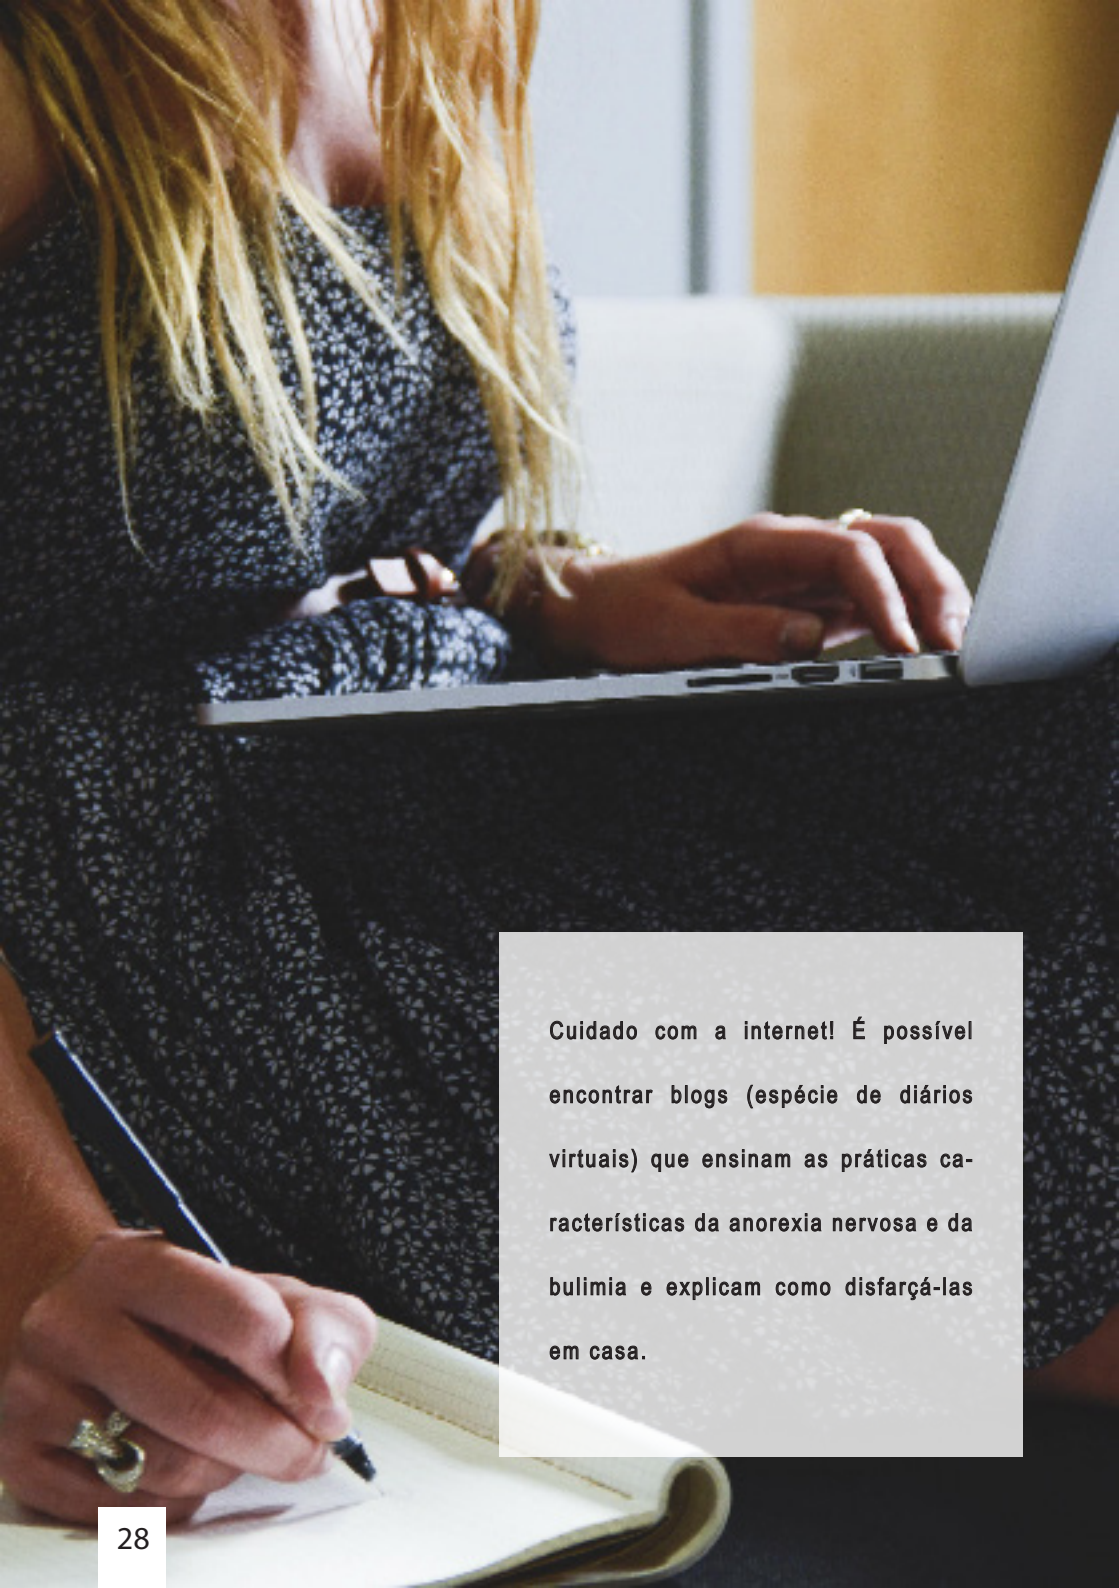 Cuidado com a internet! É possível
encontrar blogs (espécie de diários
virtuais) que ensinam as práticas ca-
racterísticas da anorexia nervosa e da
bulimia e explicam como disfarçá-las
em casa.
28